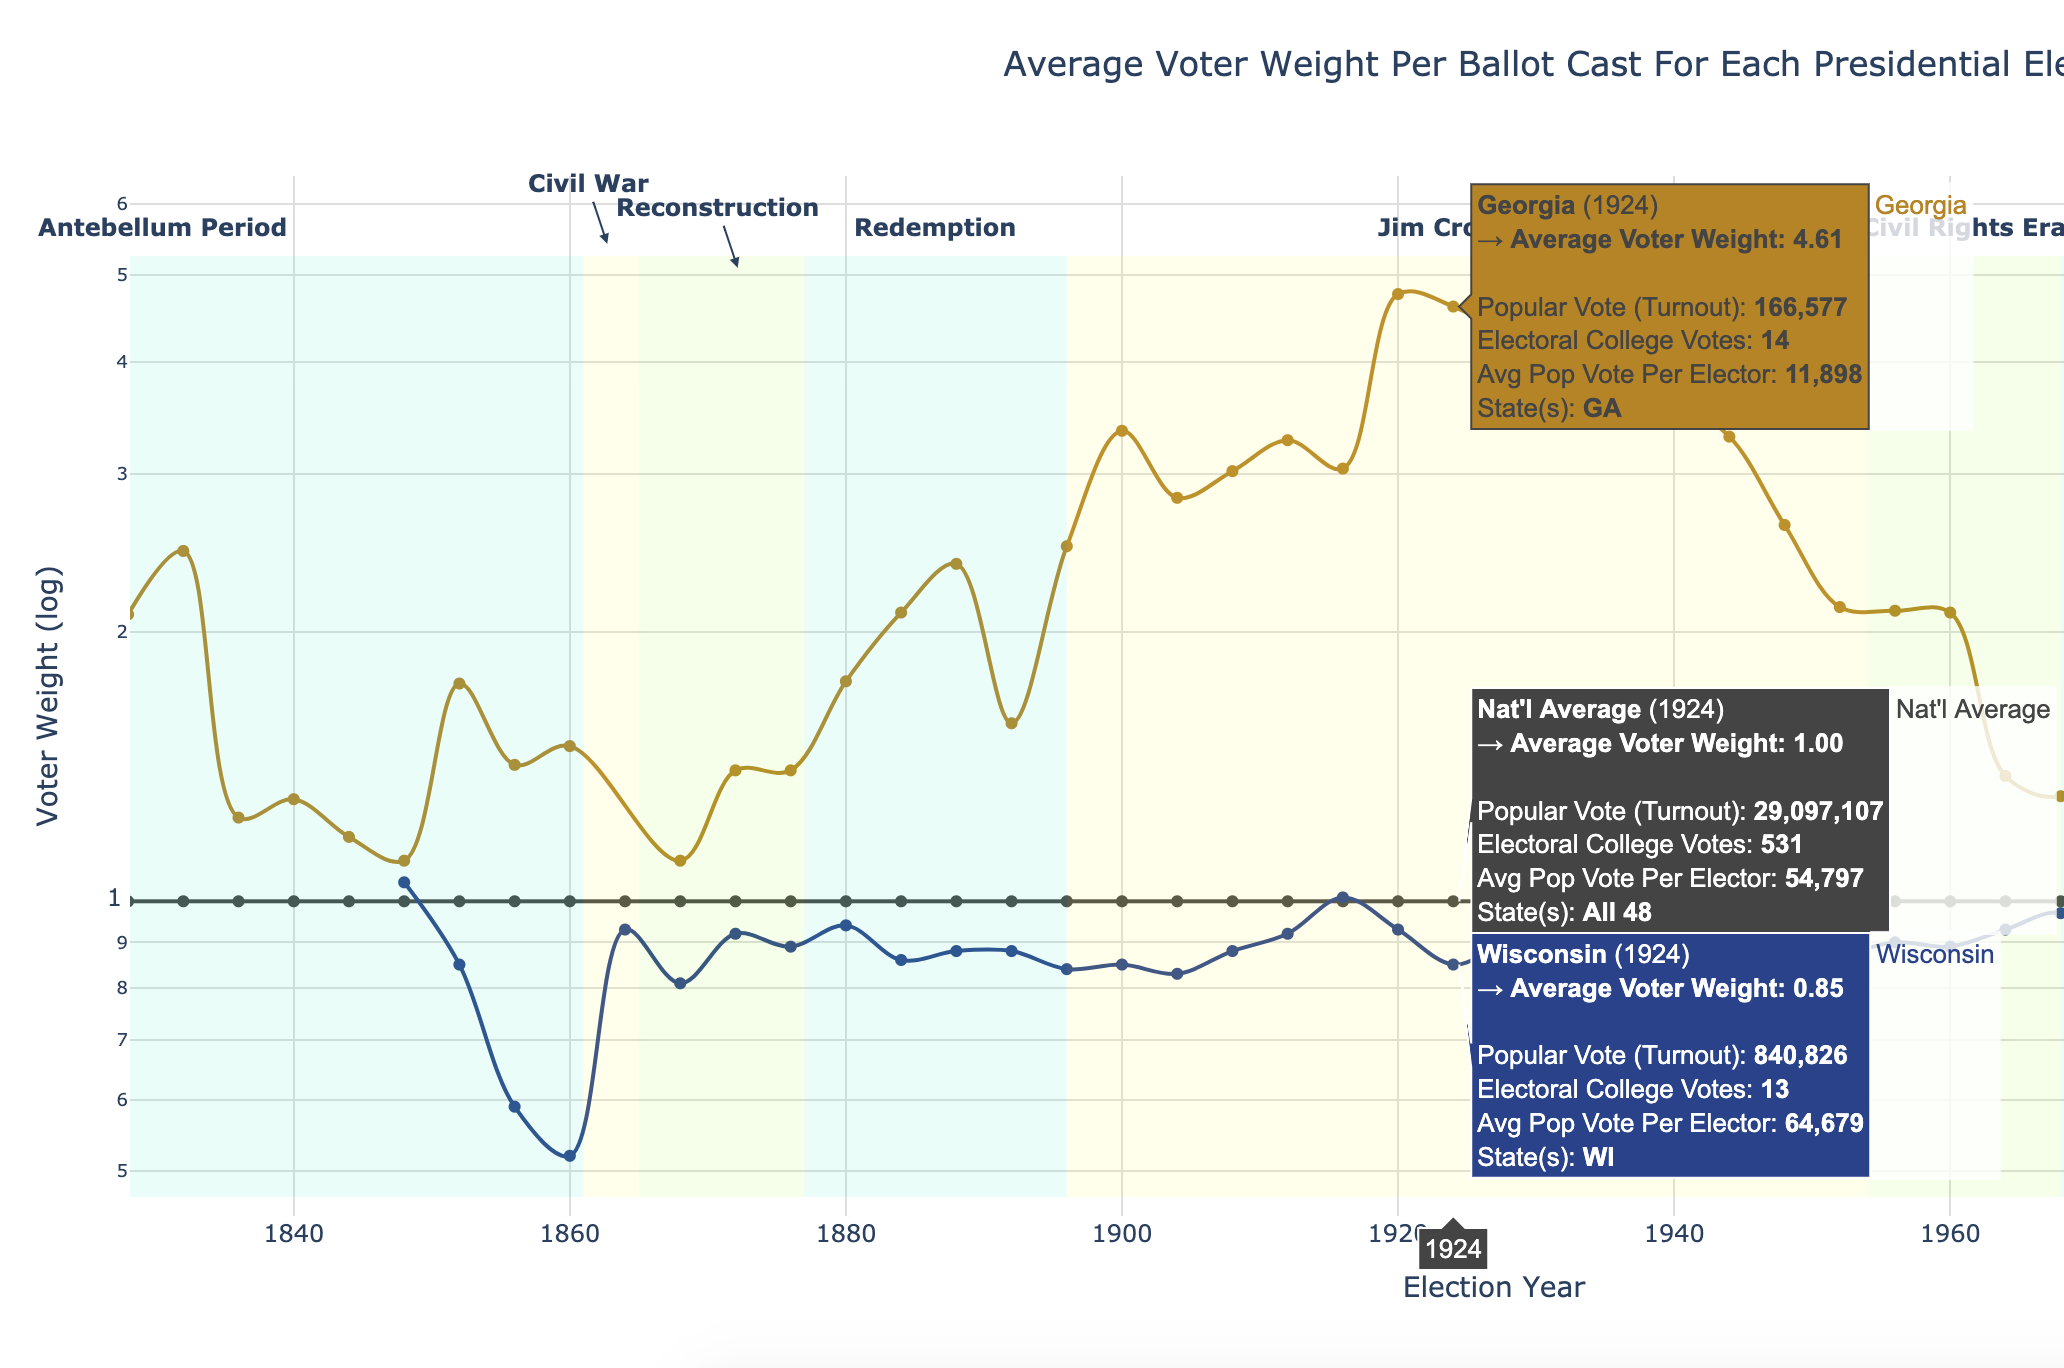 Average Voter Weight Per Ballot Cast For Each Presidential Ele
Civil War
Reconstruction
Antebellum Period
Redemption
Jim Cro
Civil Rights Era
Voter Weight (log)
6
5
4
3
2
1
9
8
7
6
5
Georgia (1924)
→ Average Voter Weight: 4.61
Popular Vote (Turnout): 166,577
Electoral College Votes: 14
Avg Pop Vote Per Elector: 11,898
State(s): GA
Georgia
Nat'l Average (1924)
→ Average Voter Weight: 1.00
Popular Vote (Turnout): 29,097,107
Electoral College Votes: 531
Avg Pop Vote Per Elector: 54,797
State(s): All 48
Nat'l Average
Wisconsin (1924)
→ Average Voter Weight: 0.85
Popular Vote (Turnout): 840,826
Electoral College Votes: 13
Avg Pop Vote Per Elector: 64,679
State(s): WI
Wisconsin
1840 1860 1880 1900 1920 1940 1960
1924
Election Year